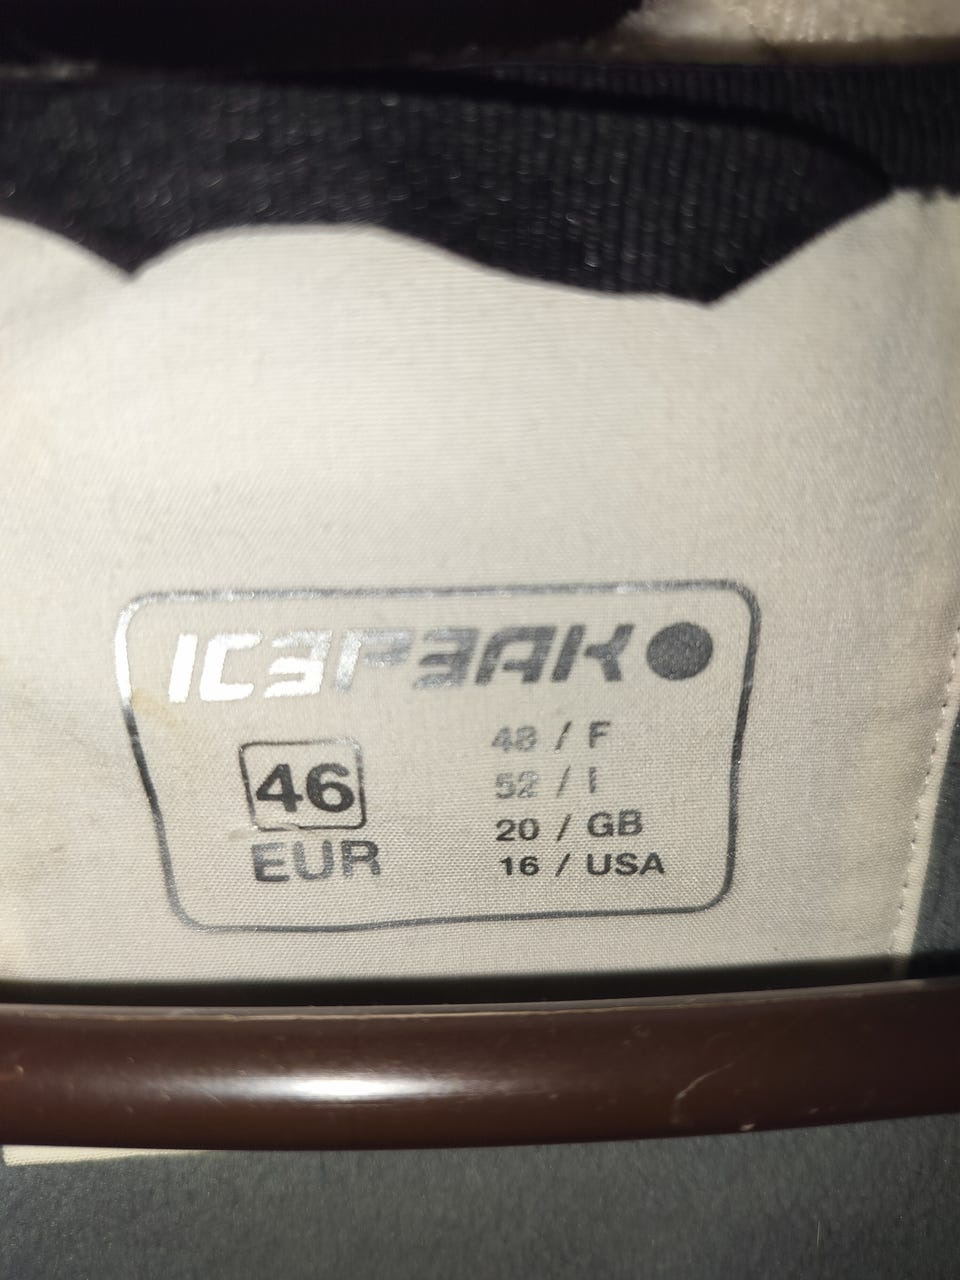 ICEPEAK
46
EUR
48 / F
52 / I
20 / GB
16 / USA